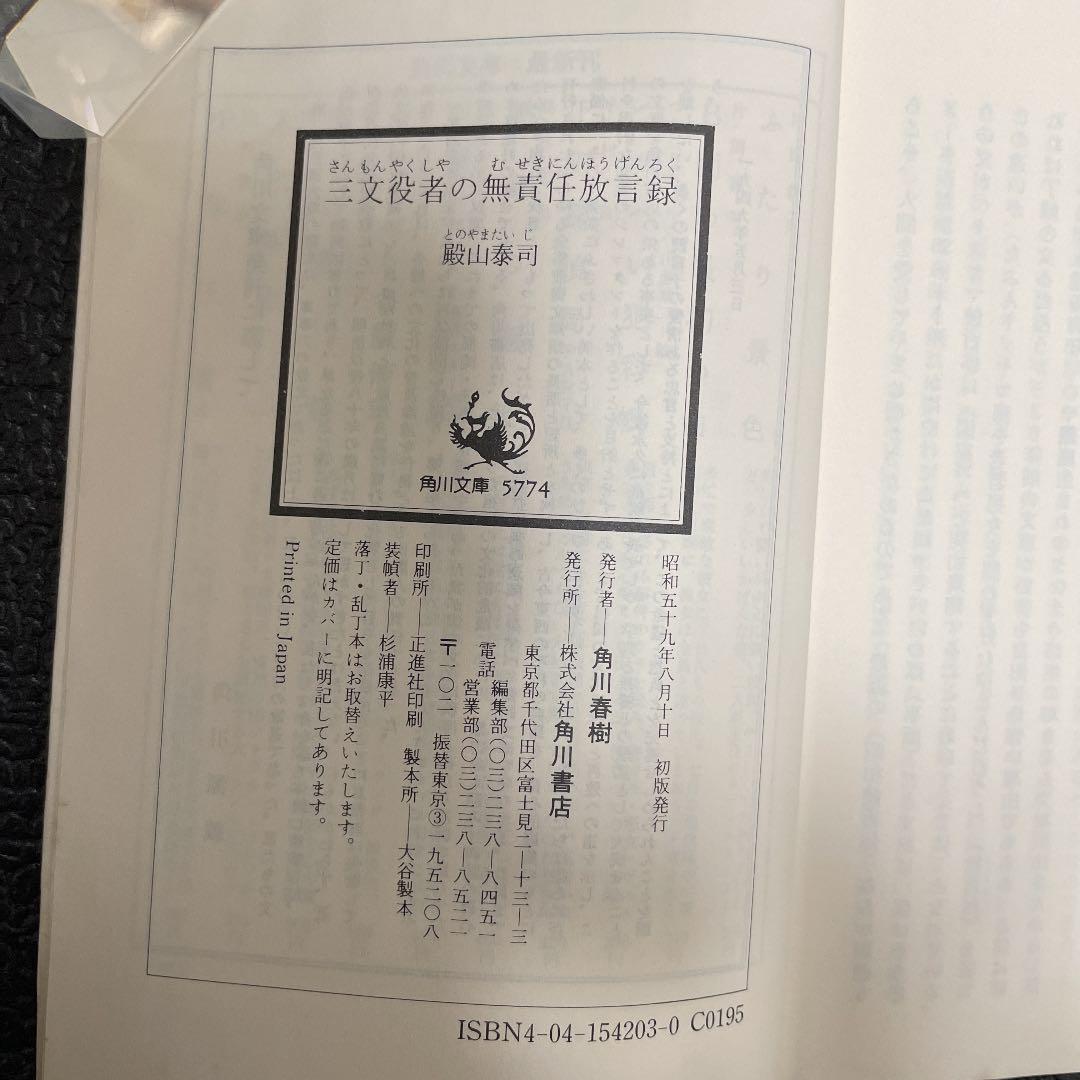 さんもんやくしや むせきにんほうげんろく
三文役者の無責任放言録
とのやまたいじ
殿山泰司
角川文庫 5774
昭和五十九年八月十日 初版発行
発行者―角川春樹
発行所―株式会社角川書店
東京都千代田区富士見二―十三―三
電話 編集部(〇三)二三八―八四五一
営業部(〇三)二三八―八五二一
〒一〇二 振替東京③一九五二〇八
印刷所―正進社印刷 製本所―大谷製本
装幀者―杉浦康平
落丁・乱丁本はお取替えいたします。
定価はカバーに明記してあります。
Printed in Japan
ISBN4-04-154203-0 C0195